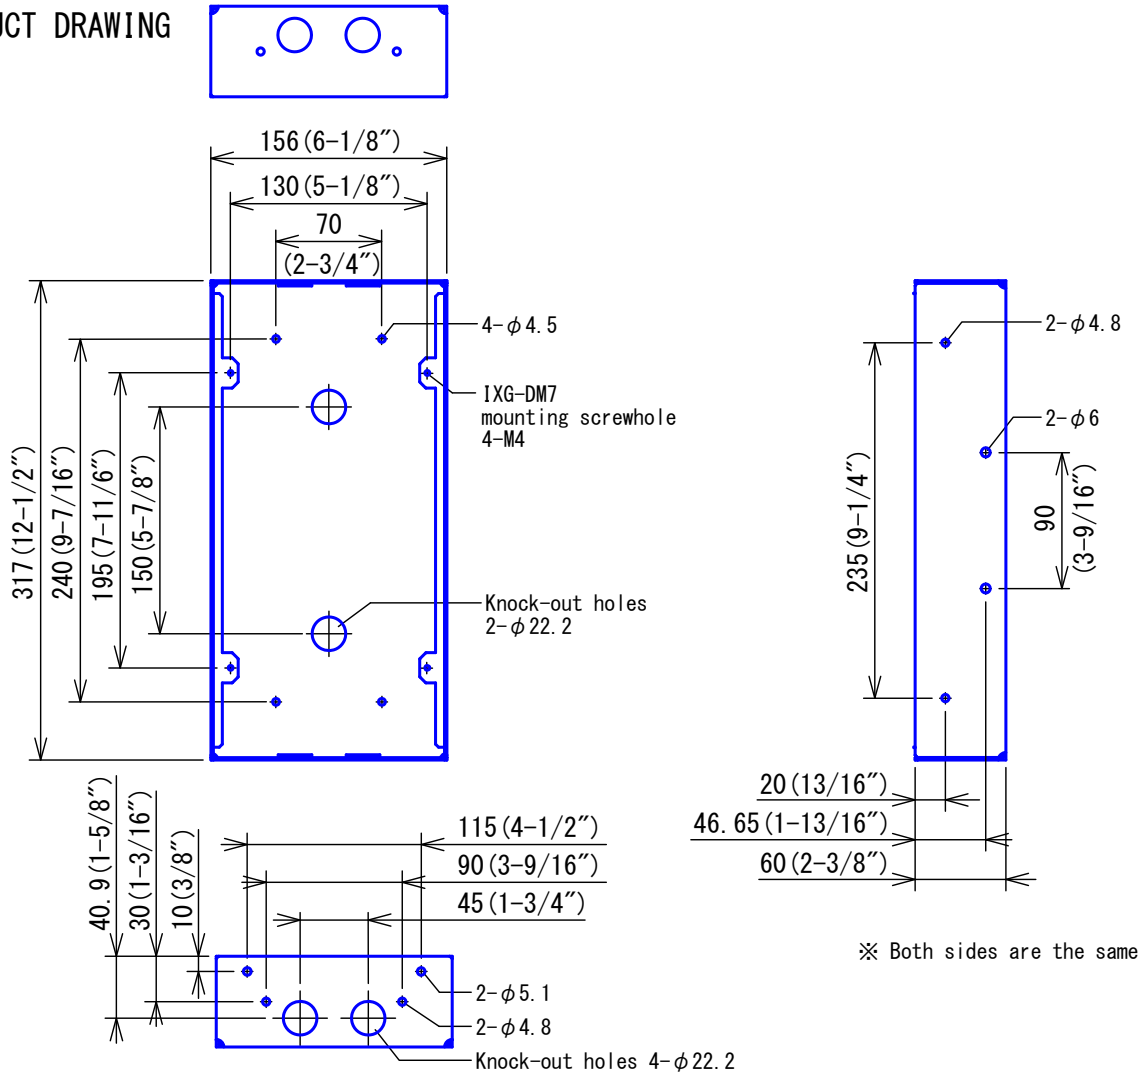 UCT DRAWING
156(6-1/8″)
130(5-1/8″)
70
(2-3/4″)
4-φ4.5
IXG-DM7
mounting screwhole
4-M4
317(12-1/2″)
240(9-7/16″)
195(7-11/6″)
150(5-7/8″)
Knock-out holes
2-φ22.2
2-φ4.8
2-φ6
235(9-1/4″)
90
(3-9/16″)
20(13/16″)
46.65(1-13/16″)
60(2-3/8″)
40.9(1-5/8″)
30(1-3/16″)
10(3/8″)
115(4-1/2″)
90(3-9/16″)
45(1-3/4″)
2-φ5.1
2-φ4.8
Knock-out holes 4-φ22.2
※ Both sides are the same